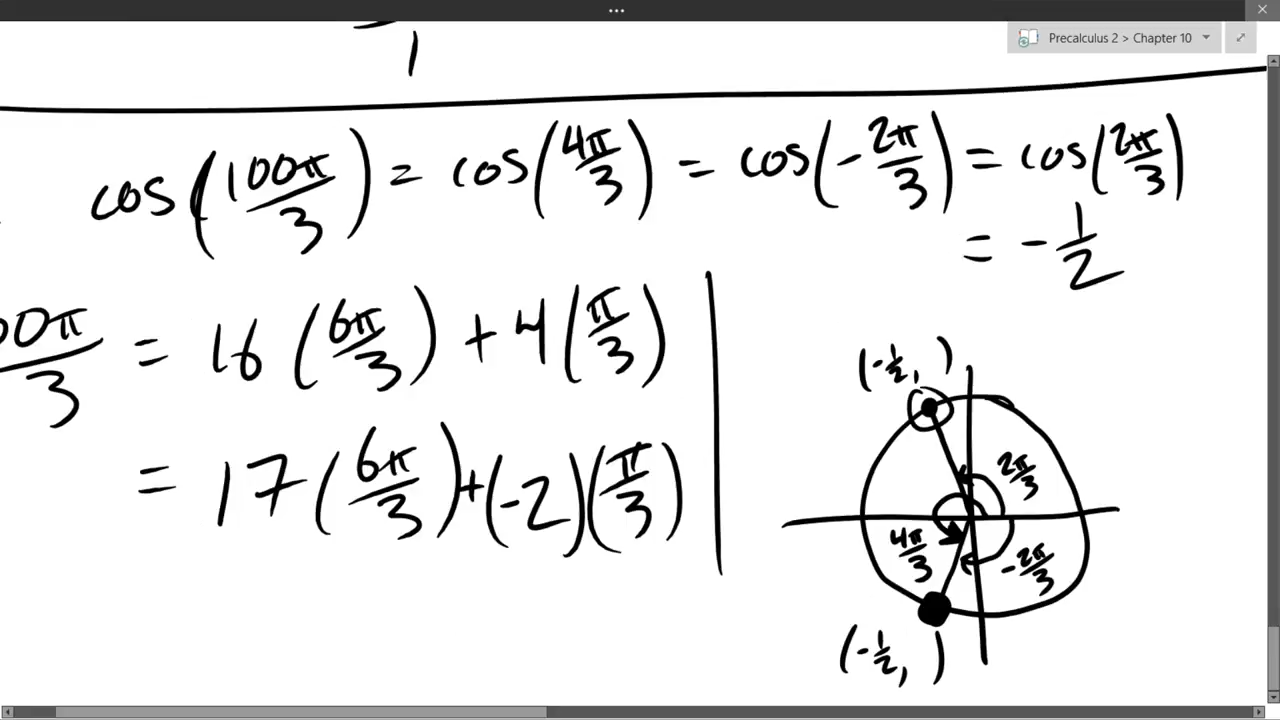 Precalculus 2 > Chapter 10
1
cos(100π/3) = cos(4π/3) = cos(-2π/3) = cos(2π/3)
= -1/2
00π/3 = 16(6π/3) + 4(π/3)
= 17(6π/3) + (-2)(π/3)
(-1/2, )
2π/3
4π/3
-2π/3
(-1/2, )